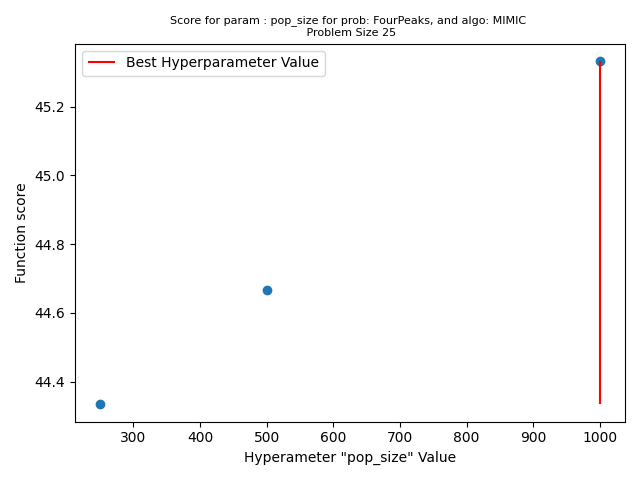 Score for param : pop_size for prob: FourPeaks, and algo: MIMIC
Problem Size 25
Best Hyperparameter Value
45.2
45.0
44.8
44.6
44.4
Function score
300 400 500 600 700 800 900 1000
Hyperameter "pop_size" Value